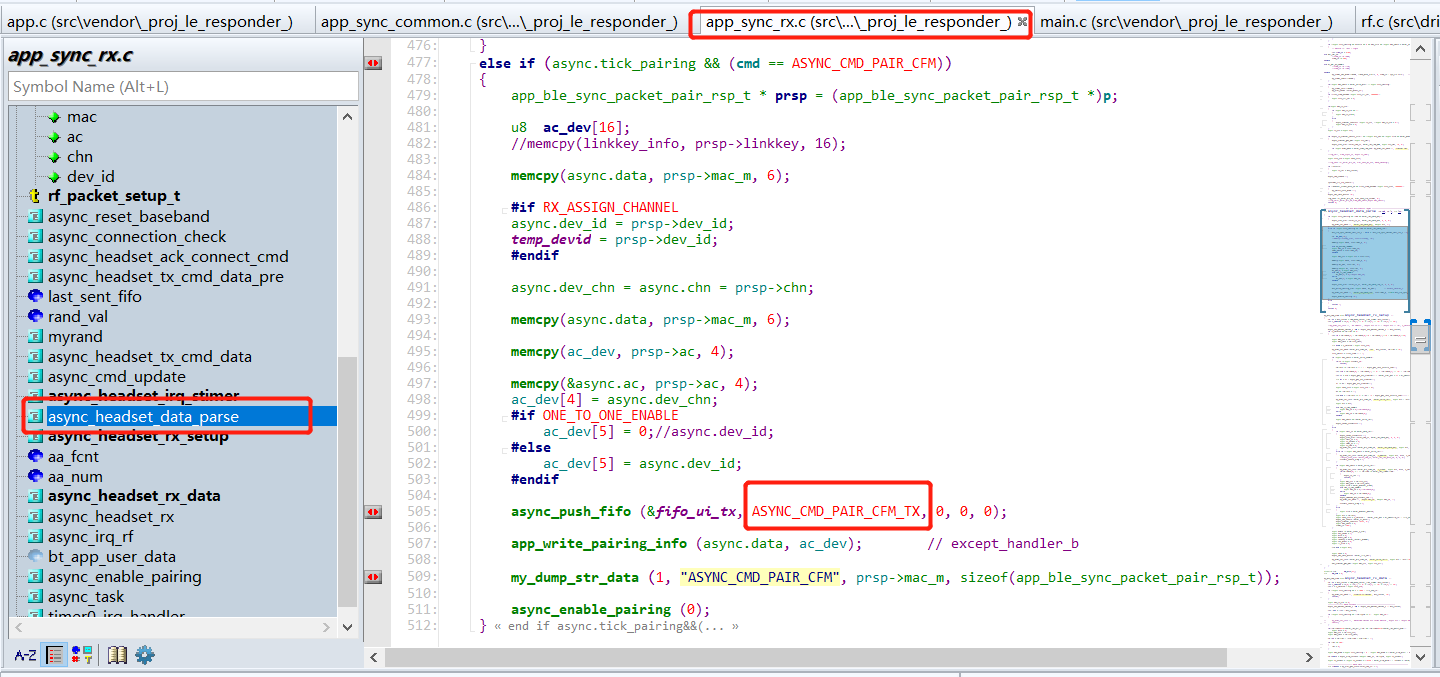 app.c (src\vendor\_proj_le_responder_)
app_sync_common.c (src\...\_proj_le_responder_)
app_sync_rx.c (src\...\_proj_le_responder_)
main.c (src\vendor\_proj_le_responder_)
rf.c (src\dri
app_sync_rx.c
Symbol Name (Alt+L)
mac
ac
chn
dev_id
rf_packet_setup_t
async_reset_baseband
async_connection_check
async_headset_ack_connect_cmd
async_headset_tx_cmd_data_pre
last_sent_fifo
rand_val
myrand
async_headset_tx_cmd_data
async_cmd_update
async_headset_irq_stimer
async_headset_data_parse
async_headset_rx_setup
aa_fcnt
aa_num
async_headset_rx_data
async_headset_rx
async_irq_rf
bt_app_user_data
async_enable_pairing
async_task
timer0_irq_handler
A-Z
476: }
477: else if (async.tick_pairing && (cmd == ASYNC_CMD_PAIR_CFM))
478: {
479: app_ble_sync_packet_pair_rsp_t * prsp = (app_ble_sync_packet_pair_rsp_t *)p;
480:
481: u8 ac_dev[16];
482: //memcpy(linkkey_info, prsp->linkkey, 16);
483:
484: memcpy(async.data, prsp->mac_m, 6);
485:
486: #if RX_ASSIGN_CHANNEL
487: async.dev_id = prsp->dev_id;
488: temp_devid = prsp->dev_id;
489: #endif
490:
491: async.dev_chn = async.chn = prsp->chn;
492:
493: memcpy(async.data, prsp->mac_m, 6);
494:
495: memcpy(ac_dev, prsp->ac, 4);
496:
497: memcpy(&async.ac, prsp->ac, 4);
498: ac_dev[4] = async.dev_chn;
499: #if ONE_TO_ONE_ENABLE
500: ac_dev[5] = 0;//async.dev_id;
501: #else
502: ac_dev[5] = async.dev_id;
503: #endif
504:
505: async_push_fifo (&fifo_ui_tx, ASYNC_CMD_PAIR_CFM_TX, 0, 0, 0);
506:
507: app_write_pairing_info (async.data, ac_dev); // except_handler_b
508:
509: my_dump_str_data (1, "ASYNC_CMD_PAIR_CFM", prsp->mac_m, sizeof(app_ble_sync_packet_pair_rsp_t));
510:
511: async_enable_pairing (0);
512: } « end if async.tick_pairing&&(... »